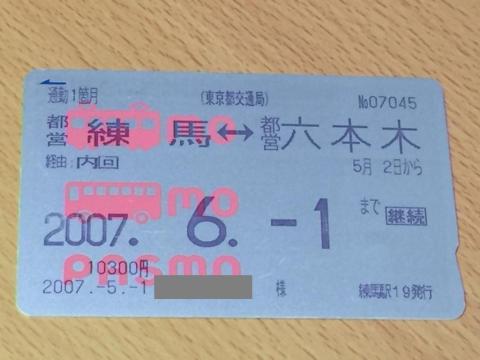 通勤1箇月 (東京都交通局) №07045
都営 練馬↔都営 六本木
経由:内回 5月 2日から
mo
2007. 6. -1 まで 継続
10300円
pasmo
2007.-5.-1 様 練馬駅19発行